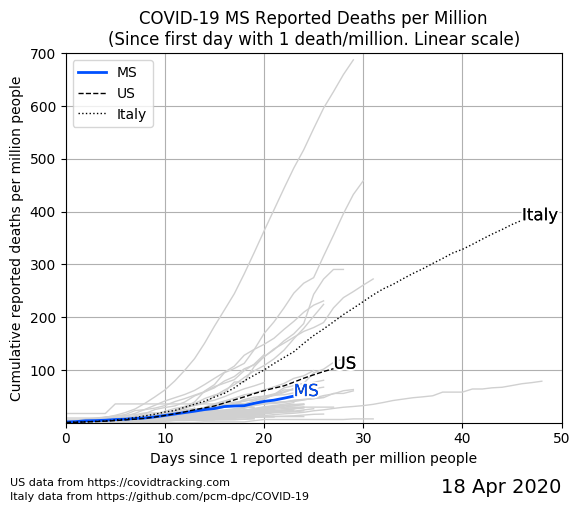 COVID-19 MS Reported Deaths per Million
(Since first day with 1 death/million. Linear scale)
Cumulative reported deaths per million people
700
600
500
400
300
200
100
MS
US
Italy
Italy
US
MS
0
10
20
30
40
50
Days since 1 reported death per million people
US data from https://covidtracking.com
Italy data from https://github.com/pcm-dpc/COVID-19
18 Apr 2020